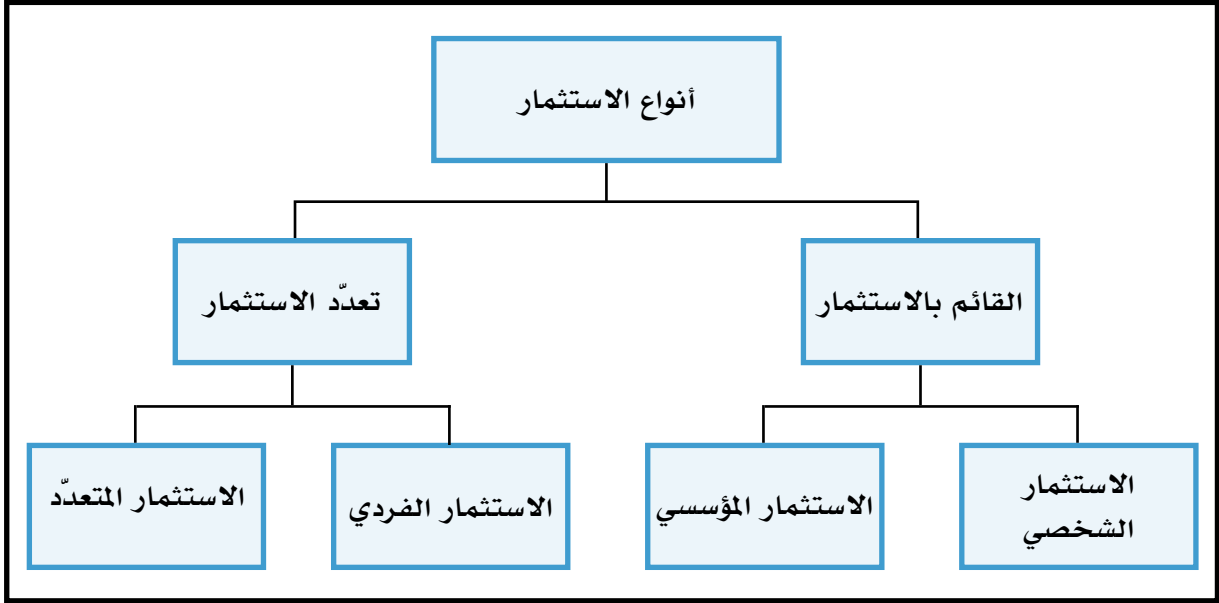 أنواع الاستثمار
القائم بالاستثمار
تعدّد الاستثمار
الاستثمار
الشخصي
الاستثمار المؤسسي
الاستثمار الفردي
الاستثمار المتعدّد